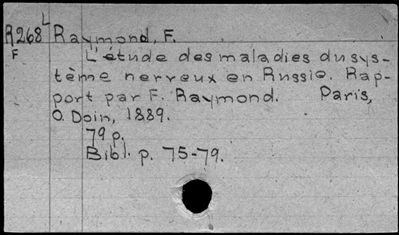 L
R268 Raymond, F.
F L'étude des maladies du sys-
tème nerveux en Russie. Rap-
port par F. Raymond. Paris,
O. Doin, 1889.
79 p.
Bibl. p. 75-79.